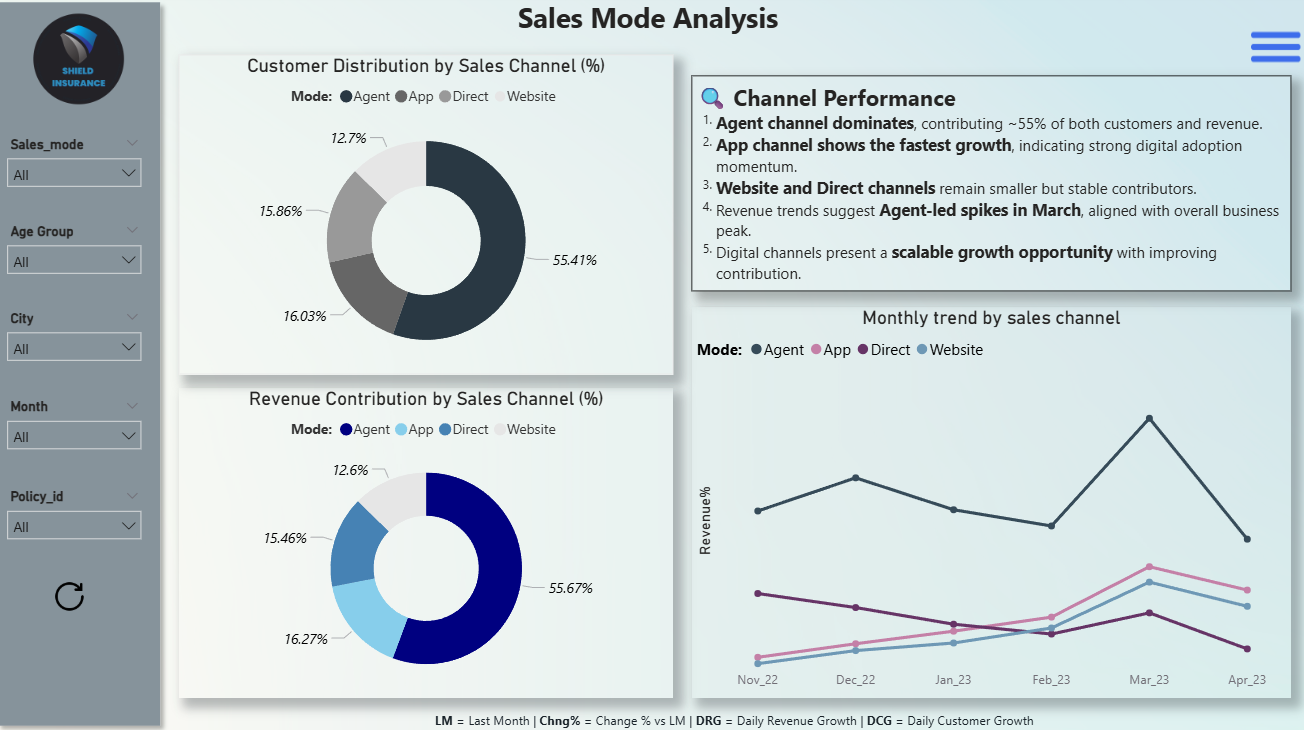 Sales Mode Analysis
SHIELD
INSURANCE
Sales_mode
All
Age Group
All
City
All
Month
All
Policy_id
All
Customer Distribution by Sales Channel (%)
Mode: Agent App Direct Website
12.7%
15.86%
55.41%
16.03%
Revenue Contribution by Sales Channel (%)
Mode: Agent App Direct Website
12.6%
15.46%
55.67%
16.27%
Channel Performance
1. Agent channel dominates, contributing ~55% of both customers and revenue.
2. App channel shows the fastest growth, indicating strong digital adoption
momentum.
3. Website and Direct channels remain smaller but stable contributors.
4. Revenue trends suggest Agent-led spikes in March, aligned with overall business
peak.
5. Digital channels present a scalable growth opportunity with improving
contribution.
Monthly trend by sales channel
Mode: Agent App Direct Website
Revenue%
Nov_22 Dec_22 Jan_23 Feb_23 Mar_23 Apr_23
LM = Last Month | Chng% = Change % vs LM | DRG = Daily Revenue Growth | DCG = Daily Customer Growth